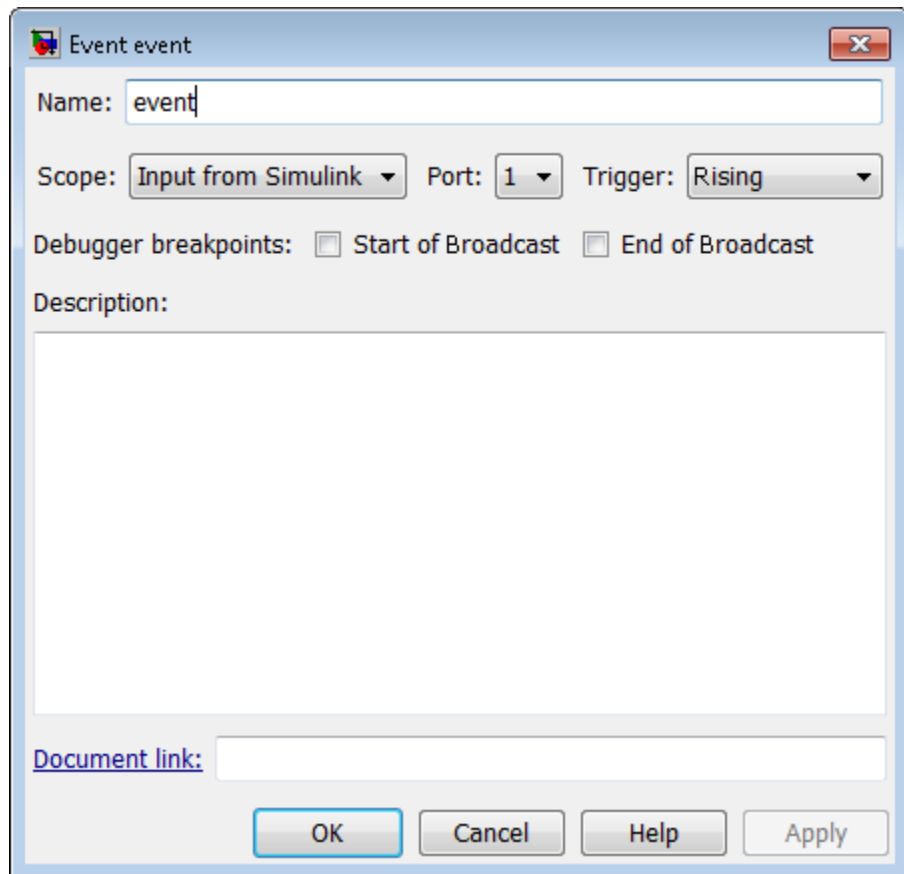 Event event
Name: event
Scope: Input from Simulink Port: 1 Trigger: Rising
Debugger breakpoints: Start of Broadcast End of Broadcast
Description:
Document link:
OK Cancel Help Apply